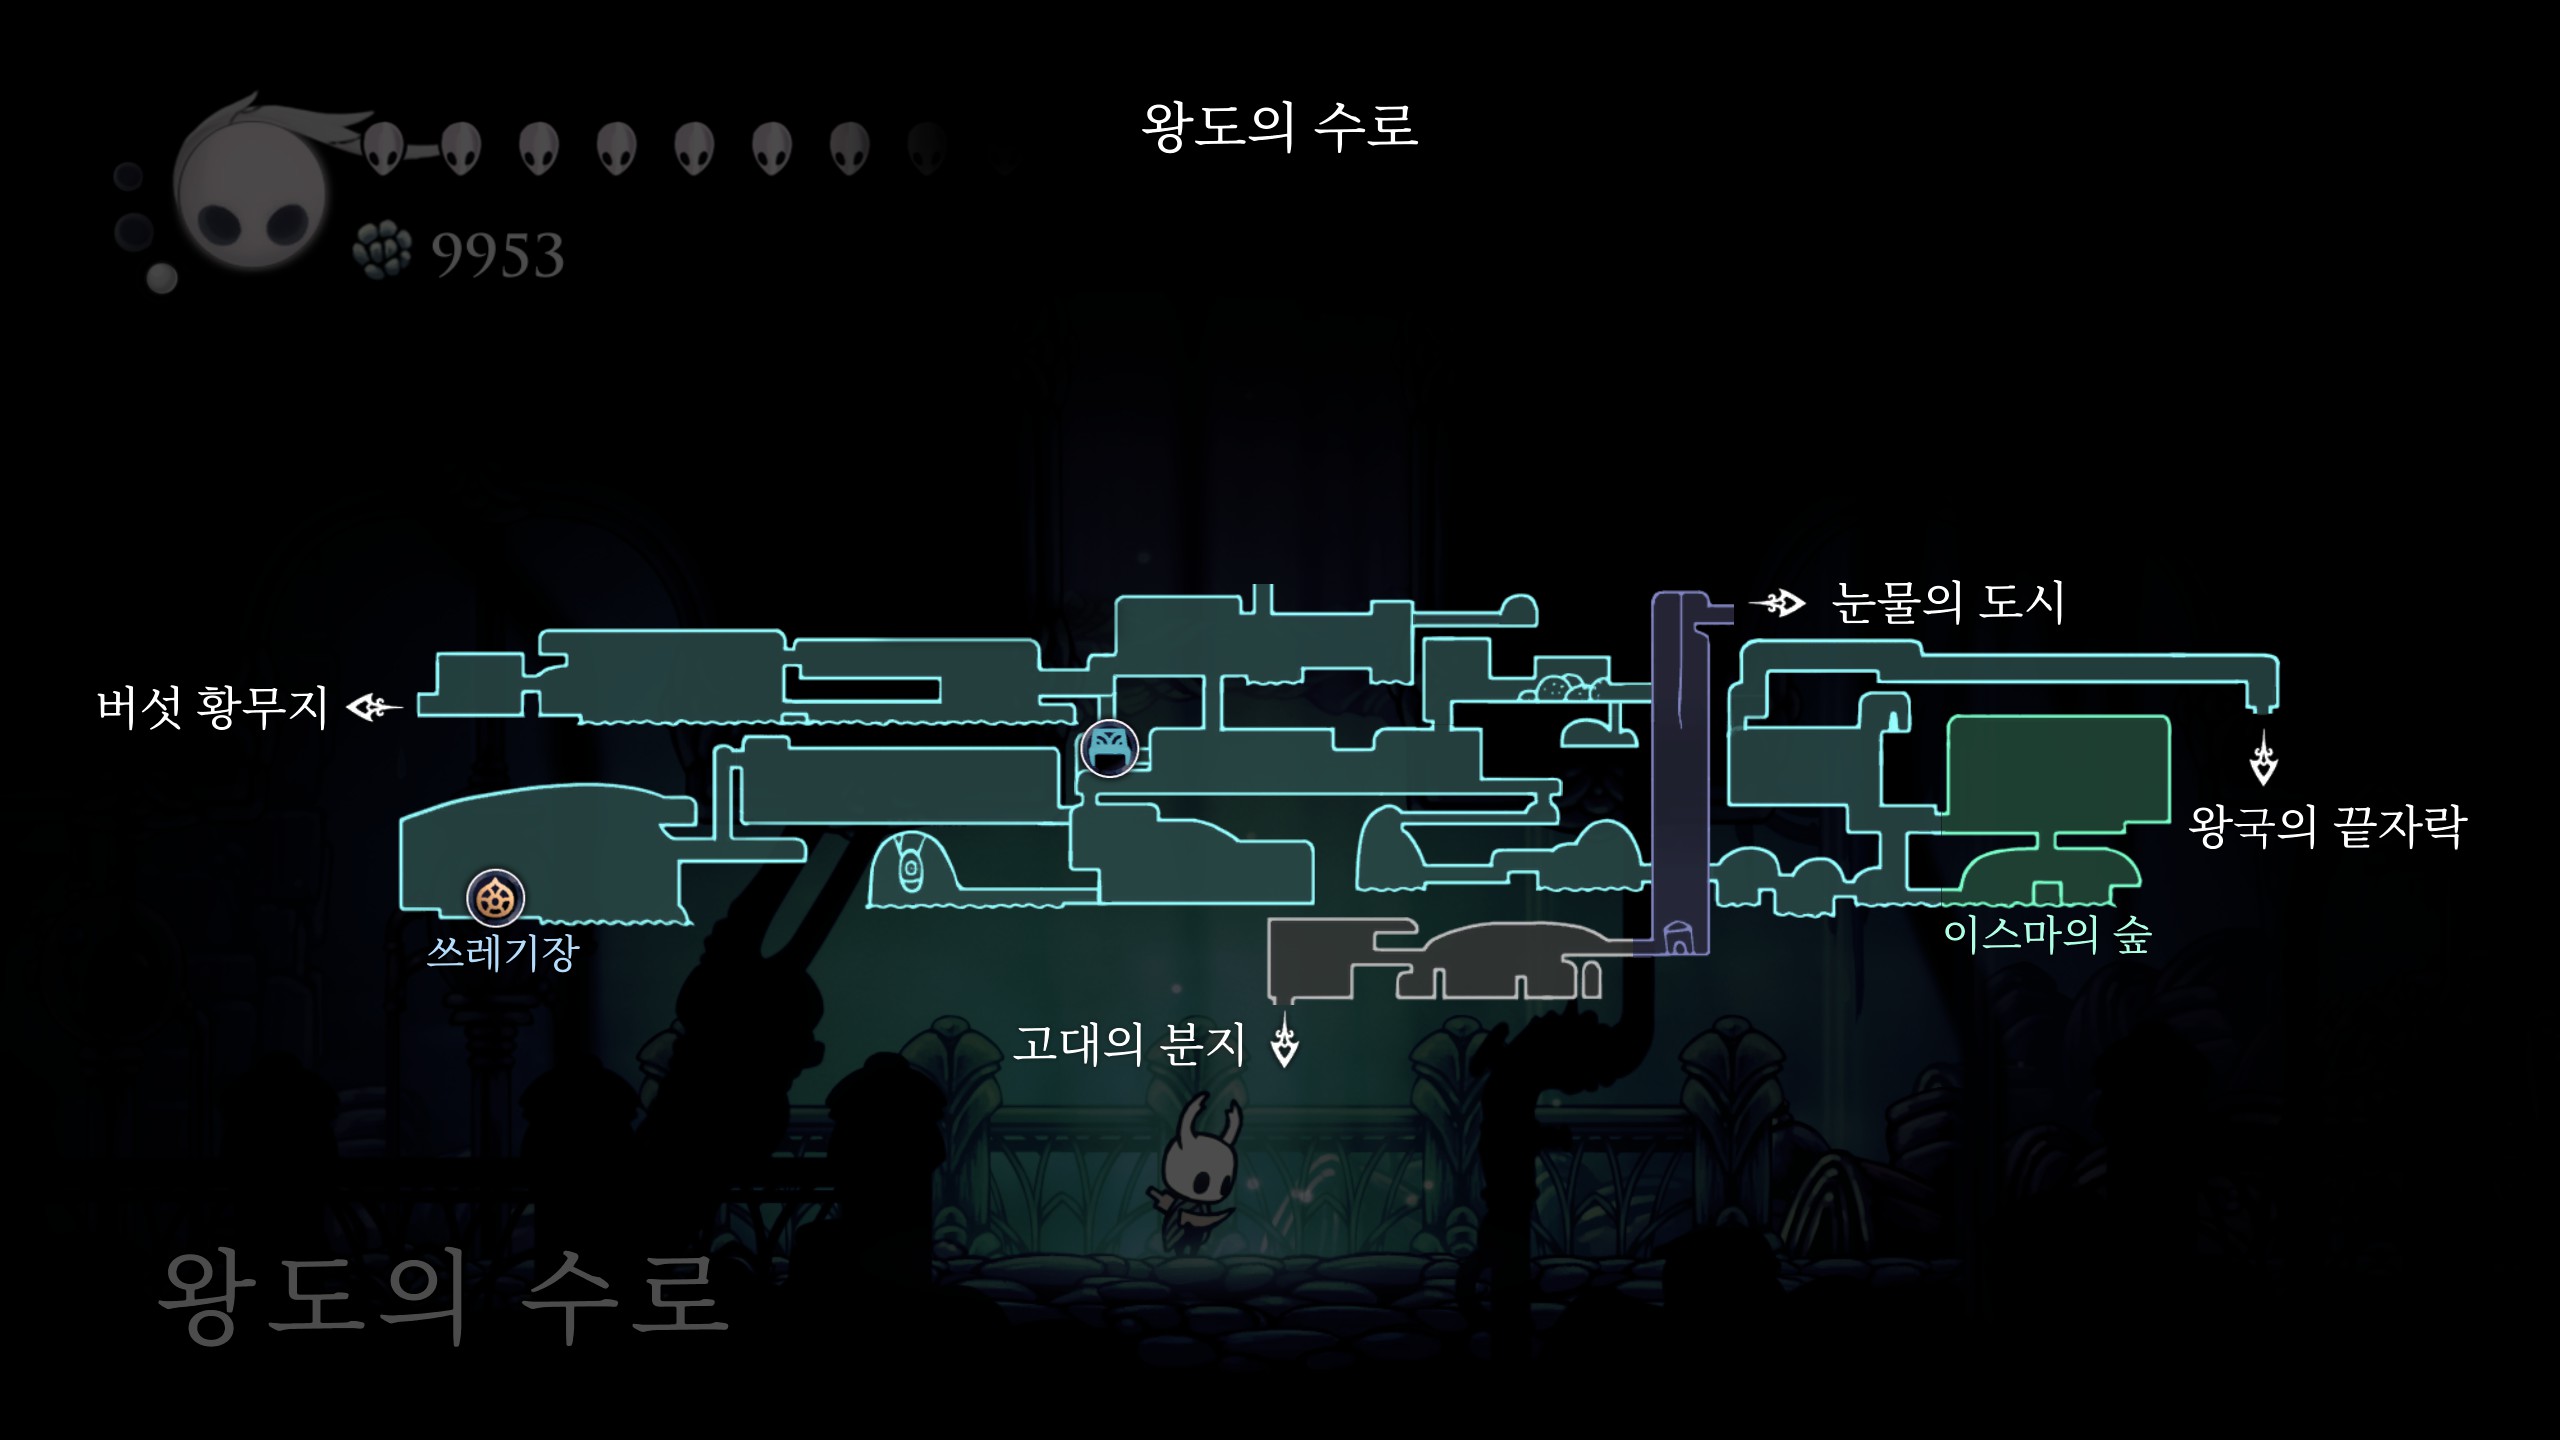 왕도의 수로
9953
눈물의 도시
버섯 황무지
왕국의 끝자락
쓰레기장
이스마의 숲
고대의 분지
왕도의 수로